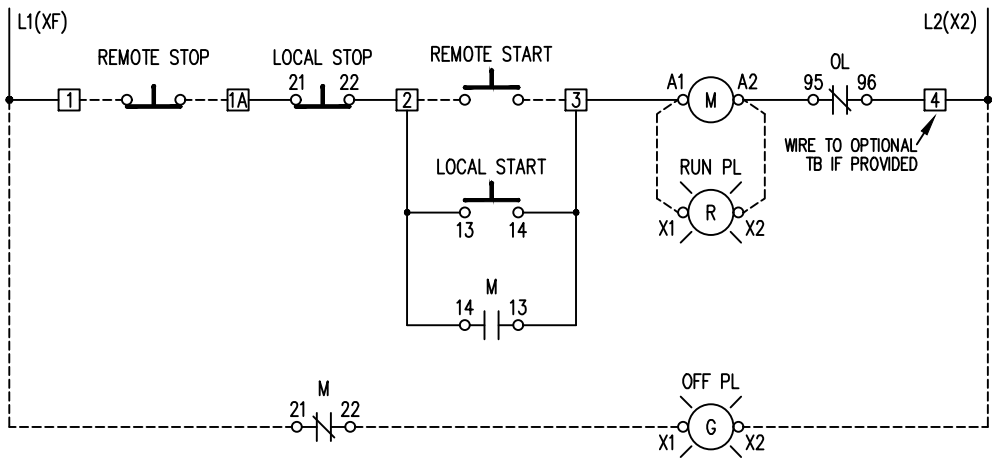 L1(XF)
L2(X2)
REMOTE STOP
LOCAL STOP
REMOTE START
OL
21 22
A1 M A2
95 96
1 1A 2 3 4
WIRE TO OPTIONAL
TB IF PROVIDED
LOCAL START
RUN PL
13 14
X1 R X2
M
14 13
M
OFF PL
21 22
X1 G X2